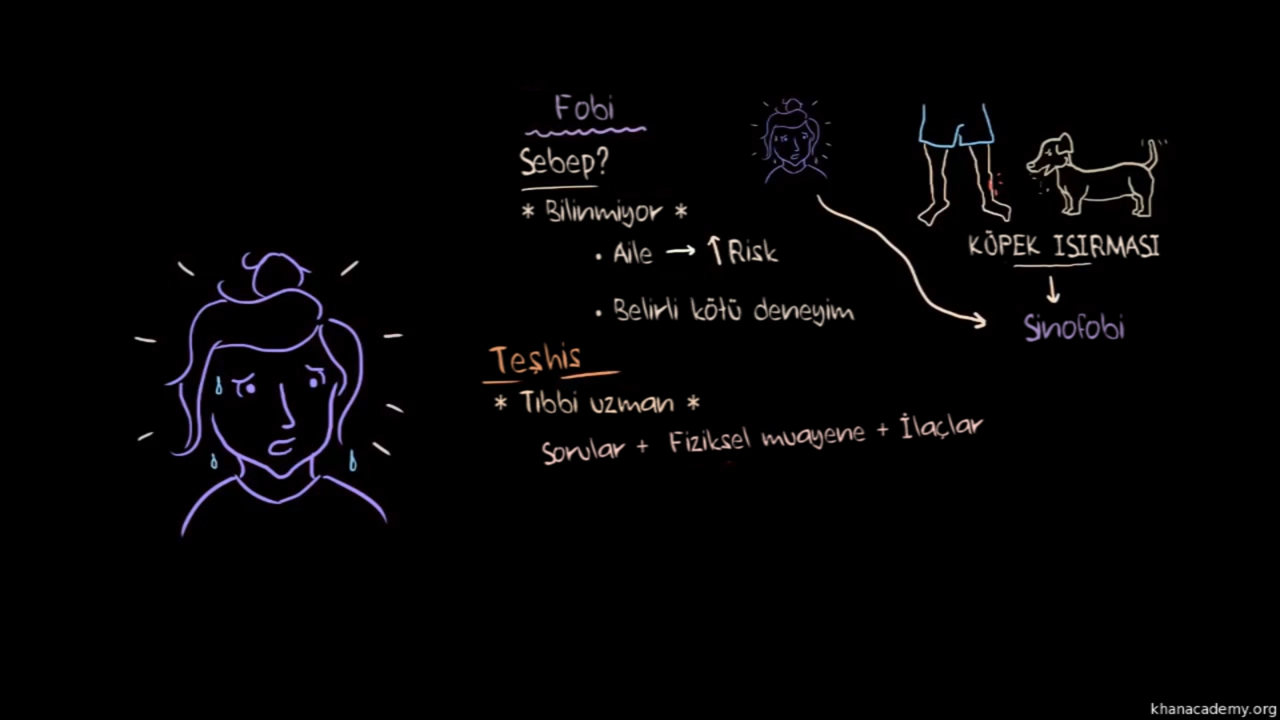 Fobi
Sebep?
* Bilinmiyor *
• Aile → ↑ Risk
• Belirli kötü deneyim
KÖPEK ISIRMASI
↓
Sinofobi
Teşhis
* Tıbbi uzman *
Sorular + Fiziksel muayene + İlaçlar
khanacademy.org